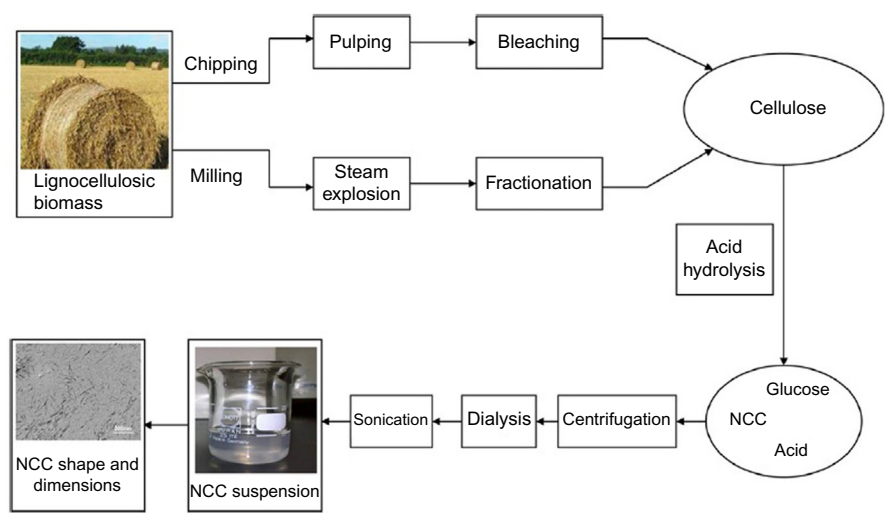 Chipping
Pulping
Bleaching
Cellulose
Lignocellulosic
biomass
Milling
Steam
explosion
Fractionation
Acid
hydrolysis
Glucose
NCC
Acid
Centrifugation
Dialysis
Sonication
NCC suspension
NCC shape and
dimensions